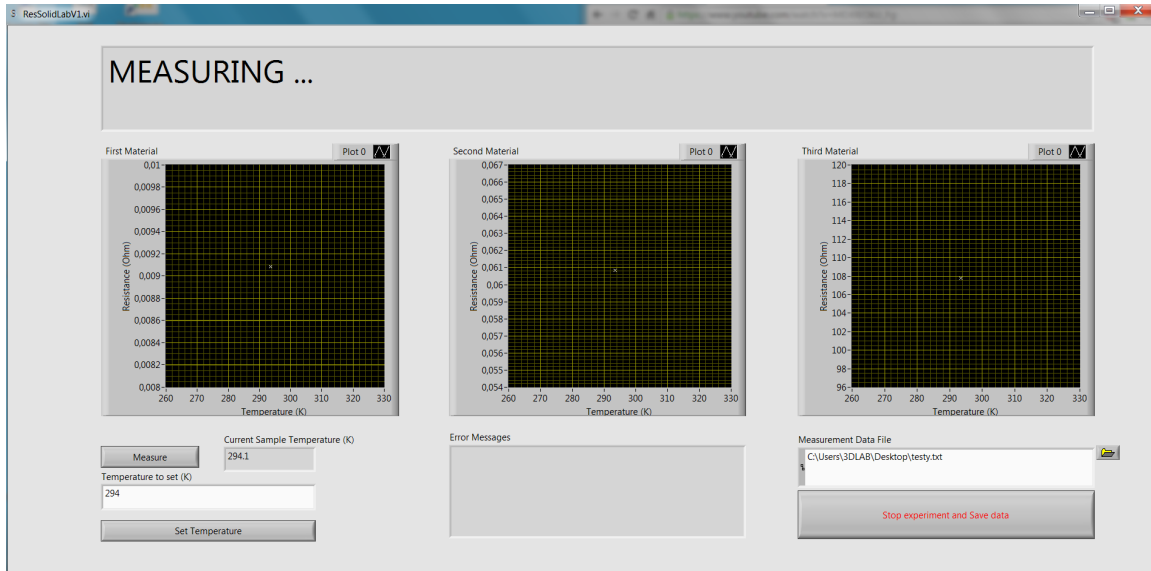 ResSolidLabV1.vi
MEASURING ...
First Material
Plot 0
0,01
0,0098
0,0096
0,0094
0,0092
0,009
0,0088
0,0086
0,0084
0,0082
0,008
Resistance (Ohm)
260 270 280 290 300 310 320 330
Temperature (K)
Second Material
Plot 0
0,067
0,066
0,065
0,064
0,063
0,062
0,061
0,06
0,059
0,058
0,057
0,056
0,055
0,054
Resistance (Ohm)
260 270 280 290 300 310 320 330
Temperature (K)
Third Material
Plot 0
120
118
116
114
112
110
108
106
104
102
100
98
96
Resistance (Ohm)
260 270 280 290 300 310 320 330
Temperature (K)
Measure
Current Sample Temperature (K)
294.1
Temperature to set (K)
294
Set Temperature
Error Messages
Measurement Data File
C:\Users\3DLAB\Desktop\testy.txt
Stop experiment and Save data